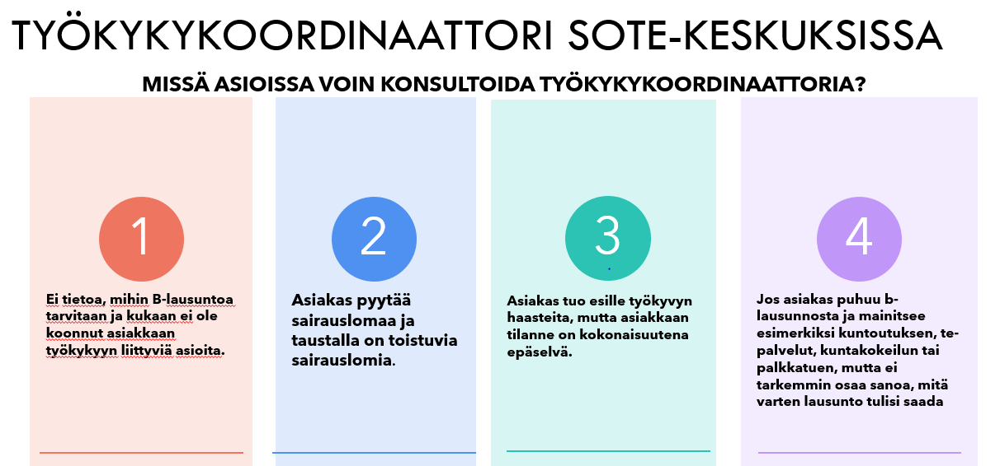 TYÖKYKYKOORDINAATTORI SOTE-KESKUKSISSA
MISSÄ ASIOISSA VOIN KONSULTOIDA TYÖKYKYKOORDINAATTORIA?
1
Ei tietoa, mihin B-lausuntoa
tarvitaan ja kukaan ei ole
koonnut asiakkaan
työkykyyn liittyviä asioita.
2
Asiakas pyytää
sairauslomaa ja
taustalla on toistuvia
sairauslomia.
3
.
Asiakas tuo esille työkyvyn
haasteita, mutta asiakkaan
tilanne on kokonaisuutena
epäselvä.
4
Jos asiakas puhuu b-
lausunnosta ja mainitsee
esimerkiksi kuntoutuksen, te-
palvelut, kuntakokeilun tai
palkkatuen, mutta ei
tarkemmin osaa sanoa, mitä
varten lausunto tulisi saada